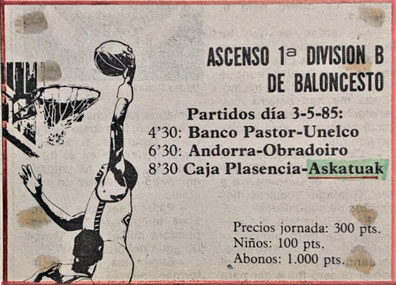 ASCENSO 1ª DIVISION B
DE BALONCESTO
Partidos día 3-5-85:
4'30: Banco Pastor-Unelco
6'30: Andorra-Obradoiro
8'30 Caja Plasencia-Askatuak
Precios jornada: 300 pts.
Niños: 100 pts.
Abonos: 1.000 pts.